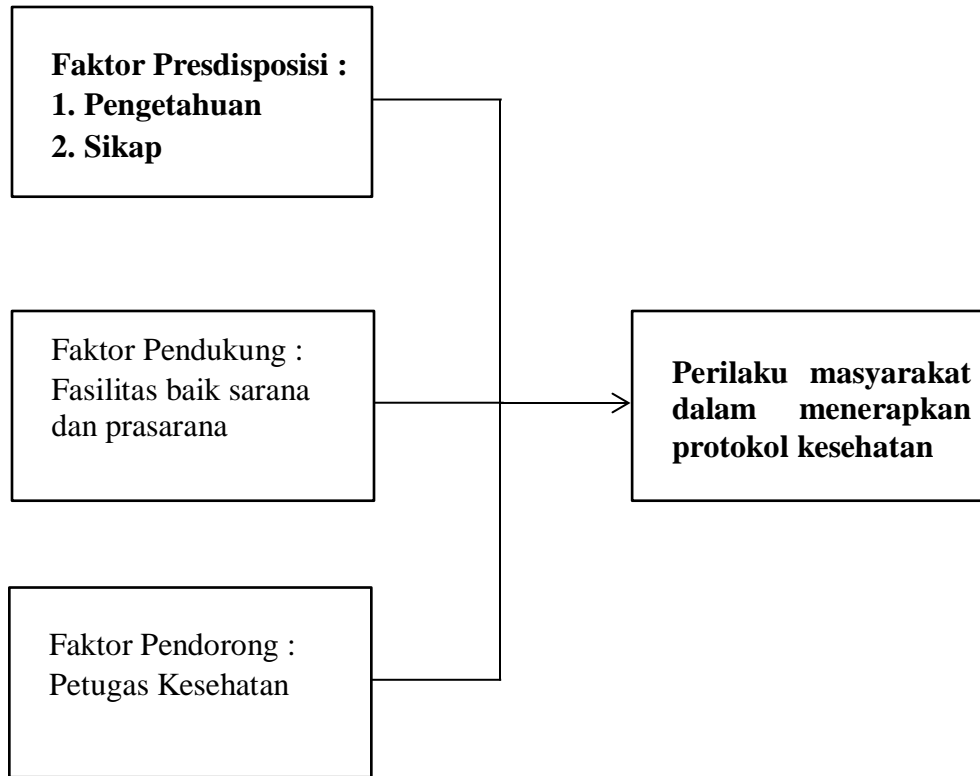 Faktor Presdisposisi :
1. Pengetahuan
2. Sikap
Faktor Pendukung :
Fasilitas baik sarana
dan prasarana
Perilaku masyarakat
dalam menerapkan
protokol kesehatan
Faktor Pendorong :
Petugas Kesehatan